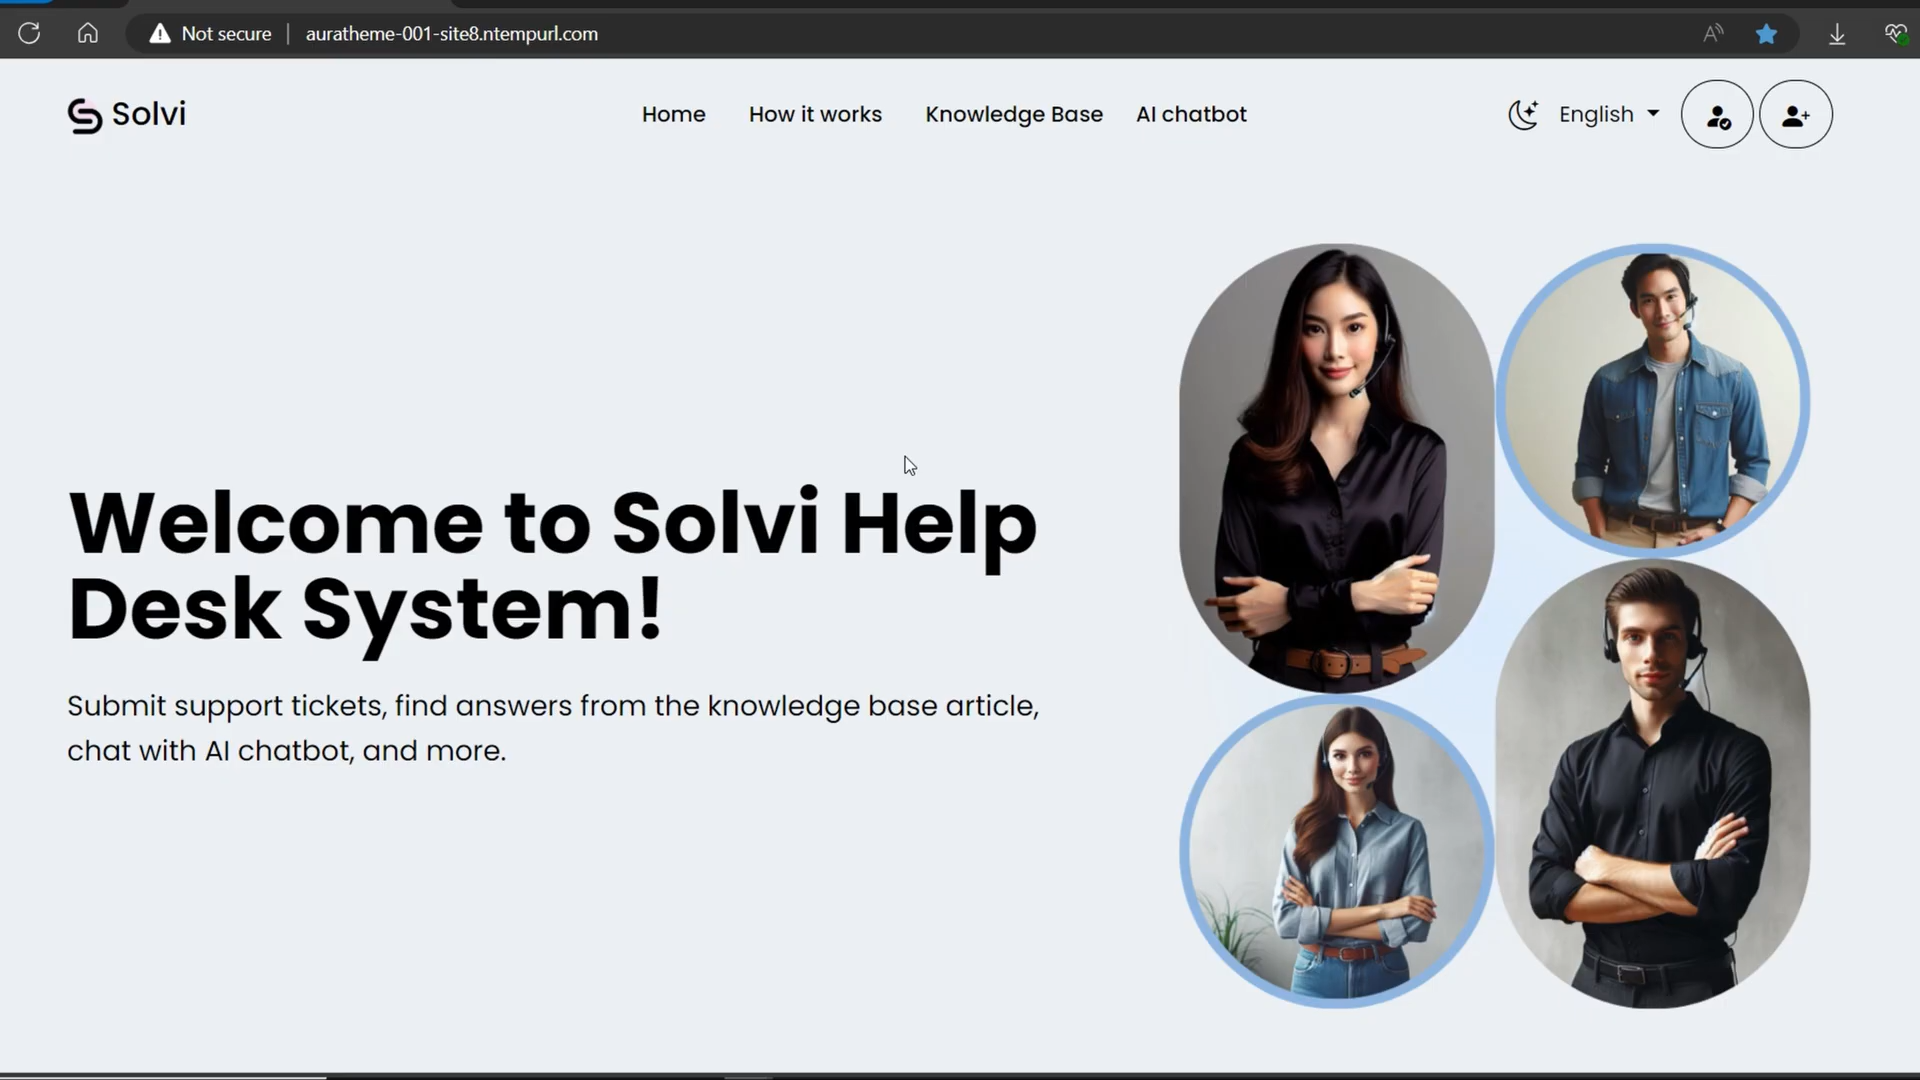 Not secure
auratheme-001-site8.ntempurl.com
Solvi
Home
How it works
Knowledge Base
AI chatbot
English
Welcome to Solvi Help
Desk System!
Submit support tickets, find answers from the knowledge base article,
chat with AI chatbot, and more.